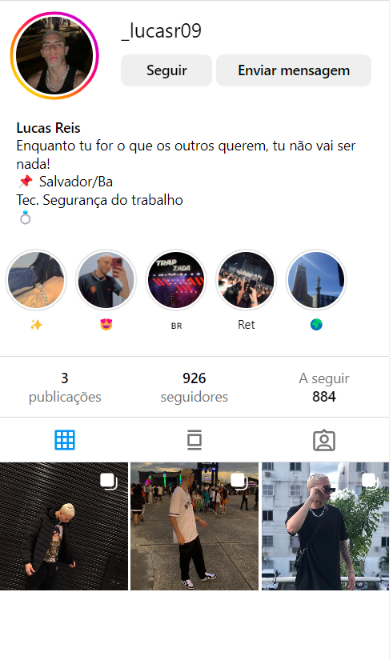 _lucasr09
Seguir
Enviar mensagem
Lucas Reis
Enquanto tu for o que os outros querem, tu não vai ser
nada!
📌 Salvador/Ba
Tec. Segurança do trabalho
💍
TRAP
ZADA
✨ 😍 ʙʀ Ret 🌍
3 926 A seguir
publicações seguidores 884